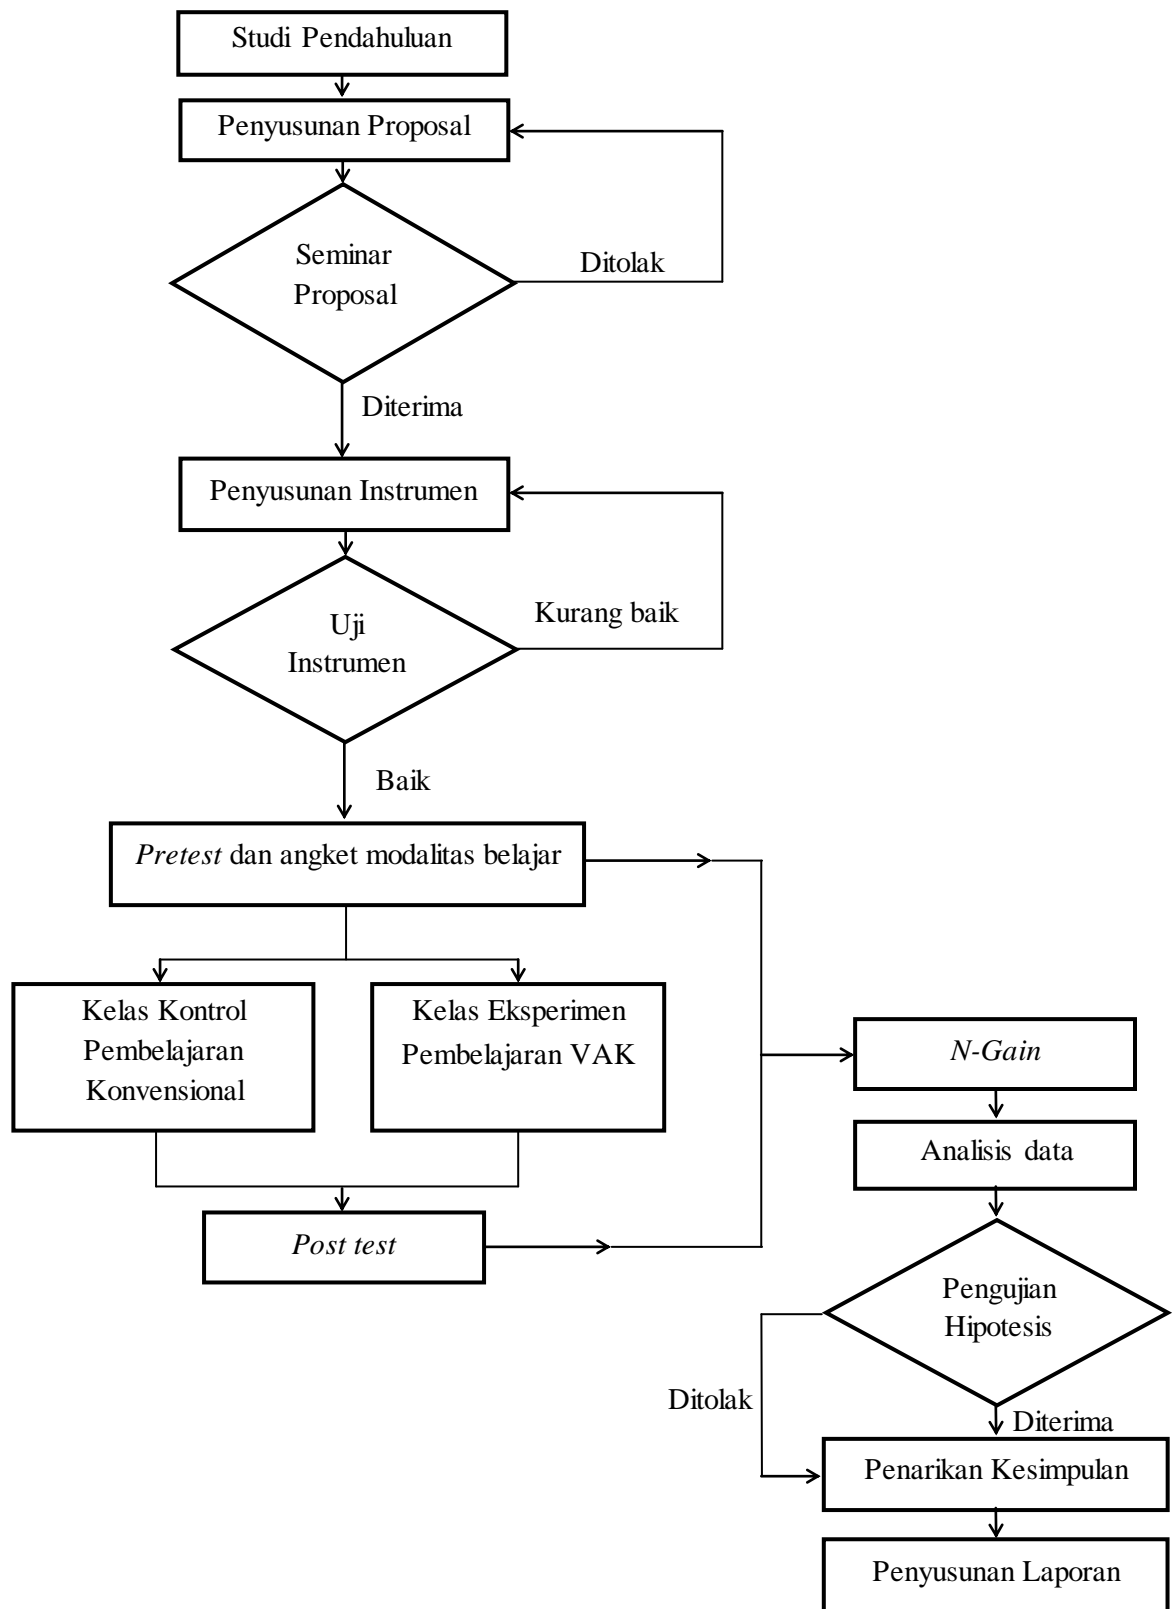 Studi Pendahuluan
Penyusunan Proposal
Seminar
Proposal
Ditolak
Diterima
Penyusunan Instrumen
Uji
Instrumen
Kurang baik
Baik
Pretest dan angket modalitas belajar
Kelas Kontrol
Pembelajaran
Konvensional
Kelas Eksperimen
Pembelajaran VAK
Post test
N-Gain
Analisis data
Pengujian
Hipotesis
Ditolak
Diterima
Penarikan Kesimpulan
Penyusunan Laporan